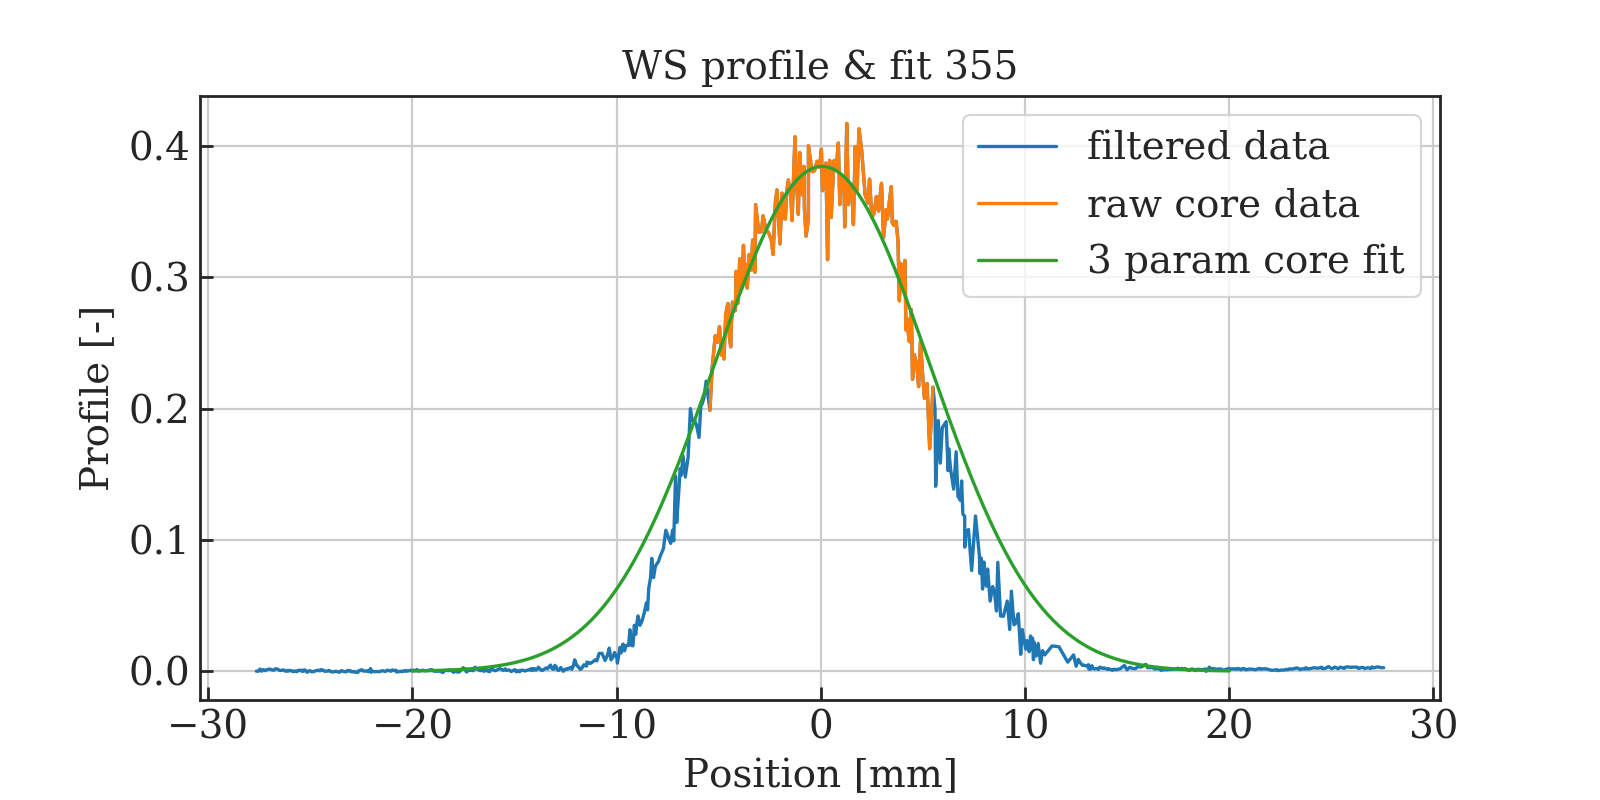 WS profile & fit 355
filtered data
raw core data
3 param core fit
Profile [-]
0.4
0.3
0.2
0.1
0.0
−30 −20 −10 0 10 20 30
Position [mm]